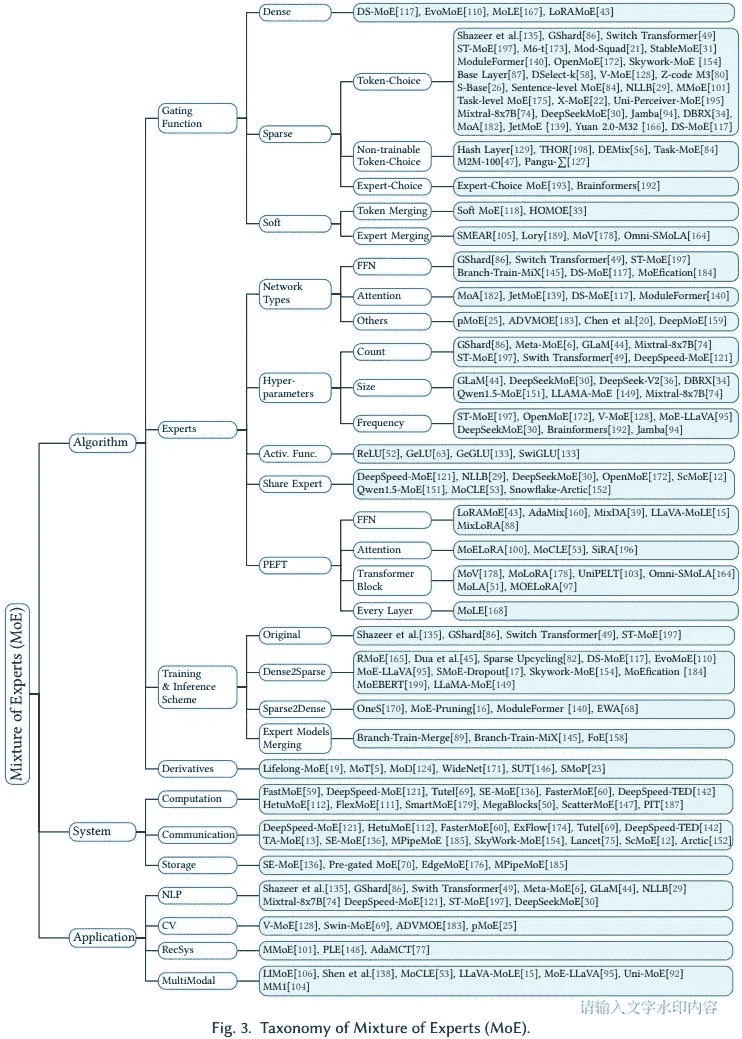 Dense
DS-MoE[117], EvoMoE[110], MoLE[167], LoRAMoE[43]
Gating
Function
Sparse
Token-Choice
Shazeer et al.[135], GShard[86], Switch Transformer[49]
ST-MoE[197], M6-t[173], Mod-Squad[21], StableMoE[31]
ModuleFormer[140], OpenMoE[172], Skywork-MoE [154]
Base Layer[87], DSelect-k[58], V-MoE[128], Z-code M3[80]
S-Base[26], Sentence-level MoE[84], NLLB[29], MMoE[101]
Task-level MoE[175], X-MoE[22], Uni-Perceiver-MoE[195]
Mixtral-8x7B[74], DeepSeekMoE[30], Jamba[94], DBRX[34]
MoA[182], JetMoE [139], Yuan 2.0-M32 [166], DS-MoE[117]
Non-trainable
Token-Choice
Hash Layer[129], THOR[198], DEMix[56], Task-MoE[84]
M2M-100[47], Pangu-∑[127]
Expert-Choice
Expert-Choice MoE[193], Brainformers[192]
Soft
Token Merging
Soft MoE[118], HOMOE[33]
Expert Merging
SMEAR[105], Lory[189], MoV[178], Omni-SMoLA[164]
Network
Types
FFN
GShard[86], Switch Transformer[49], ST-MoE[197]
Branch-Train-MiX[145], DS-MoE[117], MoEfication[184]
Attention
MoA[182], JetMoE[139], DS-MoE[117], ModuleFormer[140]
Others
pMoE[25], ADVMOE[183], Chen et al.[20], DeepMoE[159]
Experts
Hyper-
parameters
Count
GShard[86], Meta-MoE[6], GLaM[44], Mixtral-8x7B[74]
ST-MoE[197], Swith Transformer[49], DeepSpeed-MoE[121]
Size
GLaM[44], DeepSeekMoE[30], DeepSeek-V2[36], DBRX[34]
Qwen1.5-MoE[151], LLAMA-MoE [149], Mixtral-8x7B[74]
Frequency
ST-MoE[197], OpenMoE[172], V-MoE[128], MoE-LLaVA[95]
DeepSeekMoE[30], Brainformers[192], Jamba[94]
Activ. Func.
ReLU[52], GeLU[63], GeGLU[133], SwiGLU[133]
Share Expert
DeepSpeed-MoE[121], NLLB[29], DeepSeekMoE[30], OpenMoE[172], ScMoE[12]
Qwen1.5-MoE[151], MoCLE[53], Snowflake-Arctic[152]
PEFT
FFN
LoRAMoE[43], AdaMix[160], MixDA[39], LLaVA-MoLE[15]
MixLoRA[88]
Attention
MoELoRA[100], MoCLE[53], SiRA[196]
Transformer
Block
MoV[178], MoLoRA[178], UniPELT[103], Omni-SMoLA[164]
MoLA[51], MOELoRA[97]
Every Layer
MoLE[168]
Algorithm
Mixture of Experts (MoE)
Training
& Inference
Scheme
Original
Shazeer et al.[135], GShard[86], Switch Transformer[49], ST-MoE[197]
Dense2Sparse
RMoE[165], Dua et al.[45], Sparse Upcycling[82], DS-MoE[117], EvoMoE[110]
MoE-LLaVA[95], SMoE-Dropout[17], Skywork-MoE[154], MoEfication [184]
MoEBERT[199], LLaMA-MoE[149]
Sparse2Dense
OneS[170], MoE-Pruning[16], ModuleFormer [140], EWA[68]
Expert Models
Merging
Branch-Train-Merge[89], Branch-Train-MiX[145], FoE[158]
Derivatives
Lifelong-MoE[19], MoT[5], MoD[124], WideNet[171], SUT[146], SMoP[23]
System
Computation
FastMoE[59], DeepSpeed-MoE[121], Tutel[69], SE-MoE[136], FasterMoE[60], DeepSpeed-TED[142]
HetuMoE[112], FlexMoE[111], SmartMoE[179], MegaBlocks[50], ScatterMoE[147], PIT[187]
Communication
DeepSpeed-MoE[121], HetuMoE[112], FasterMoE[60], ExFlow[174], Tutel[69], DeepSpeed-TED[142]
TA-MoE[13], SE-MoE[136], MPipeMoE [185], SkyWork-MoE[154], Lancet[75], ScMoE[12], Arctic[152]
Storage
SE-MoE[136], Pre-gated MoE[70], EdgeMoE[176], MPipeMoE[185]
Application
NLP
Shazeer et al.[135], GShard[86], Swith Transformer[49], Meta-MoE[6], GLaM[44], NLLB[29]
Mixtral-8x7B[74] DeepSpeed-MoE[121], ST-MoE[197], DeepSeekMoE[30]
CV
V-MoE[128], Swin-MoE[69], ADVMOE[183], pMoE[25]
RecSys
MMoE[101], PLE[148], AdaMCT[77]
MultiModal
LIMoE[106], Shen et al.[138], MoCLE[53], LLaVA-MoLE[15], MoE-LLaVA[95], Uni-MoE[92]
MM1[104]
请输入文字水印内容
Fig. 3. Taxonomy of Mixture of Experts (MoE).